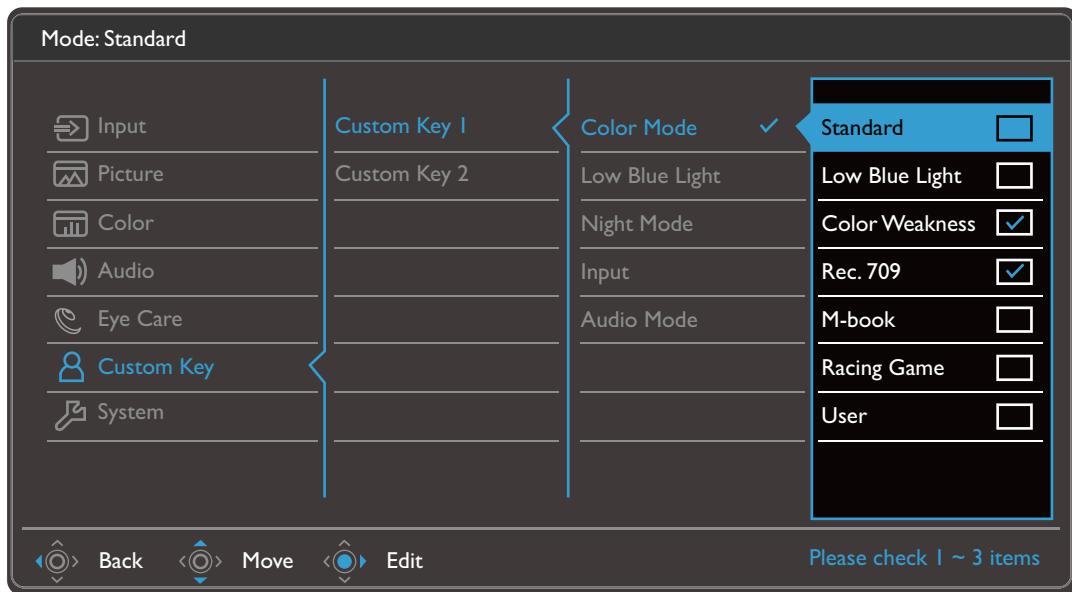 Mode: Standard
Input
Picture
Color
Audio
Eye Care
Custom Key
System
Custom Key 1
Custom Key 2
Color Mode
Low Blue Light
Night Mode
Input
Audio Mode
Standard
Low Blue Light
Color Weakness
Rec. 709
M-book
Racing Game
User
Back Move Edit
Please check 1 ~ 3 items